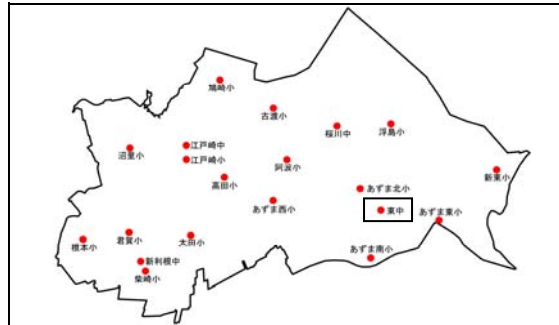 鳩崎小
古渡小
桜川中
浮島小
江戸崎中
沼里小
江戸崎小
阿波小
新東小
高田小
あずま北小
あずま西小
東中
あずま東小
君賀小
太田小
根本小
あずま南小
新利根中
柴崎小